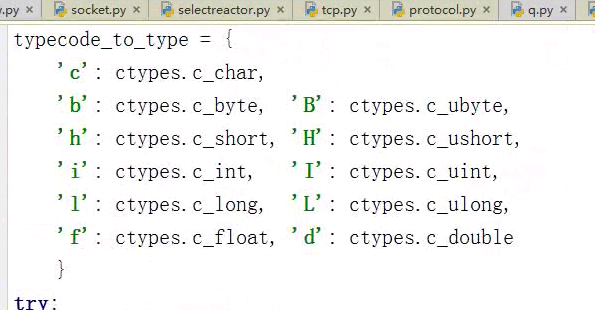 .py × socket.py × selectreactor.py × tcp.py × protocol.py × q.py ×
typecode_to_type = {
'c': ctypes.c_char,
'b': ctypes.c_byte, 'B': ctypes.c_ubyte,
'h': ctypes.c_short, 'H': ctypes.c_ushort,
'i': ctypes.c_int, 'I': ctypes.c_uint,
'l': ctypes.c_long, 'L': ctypes.c_ulong,
'f': ctypes.c_float, 'd': ctypes.c_double
}
try: